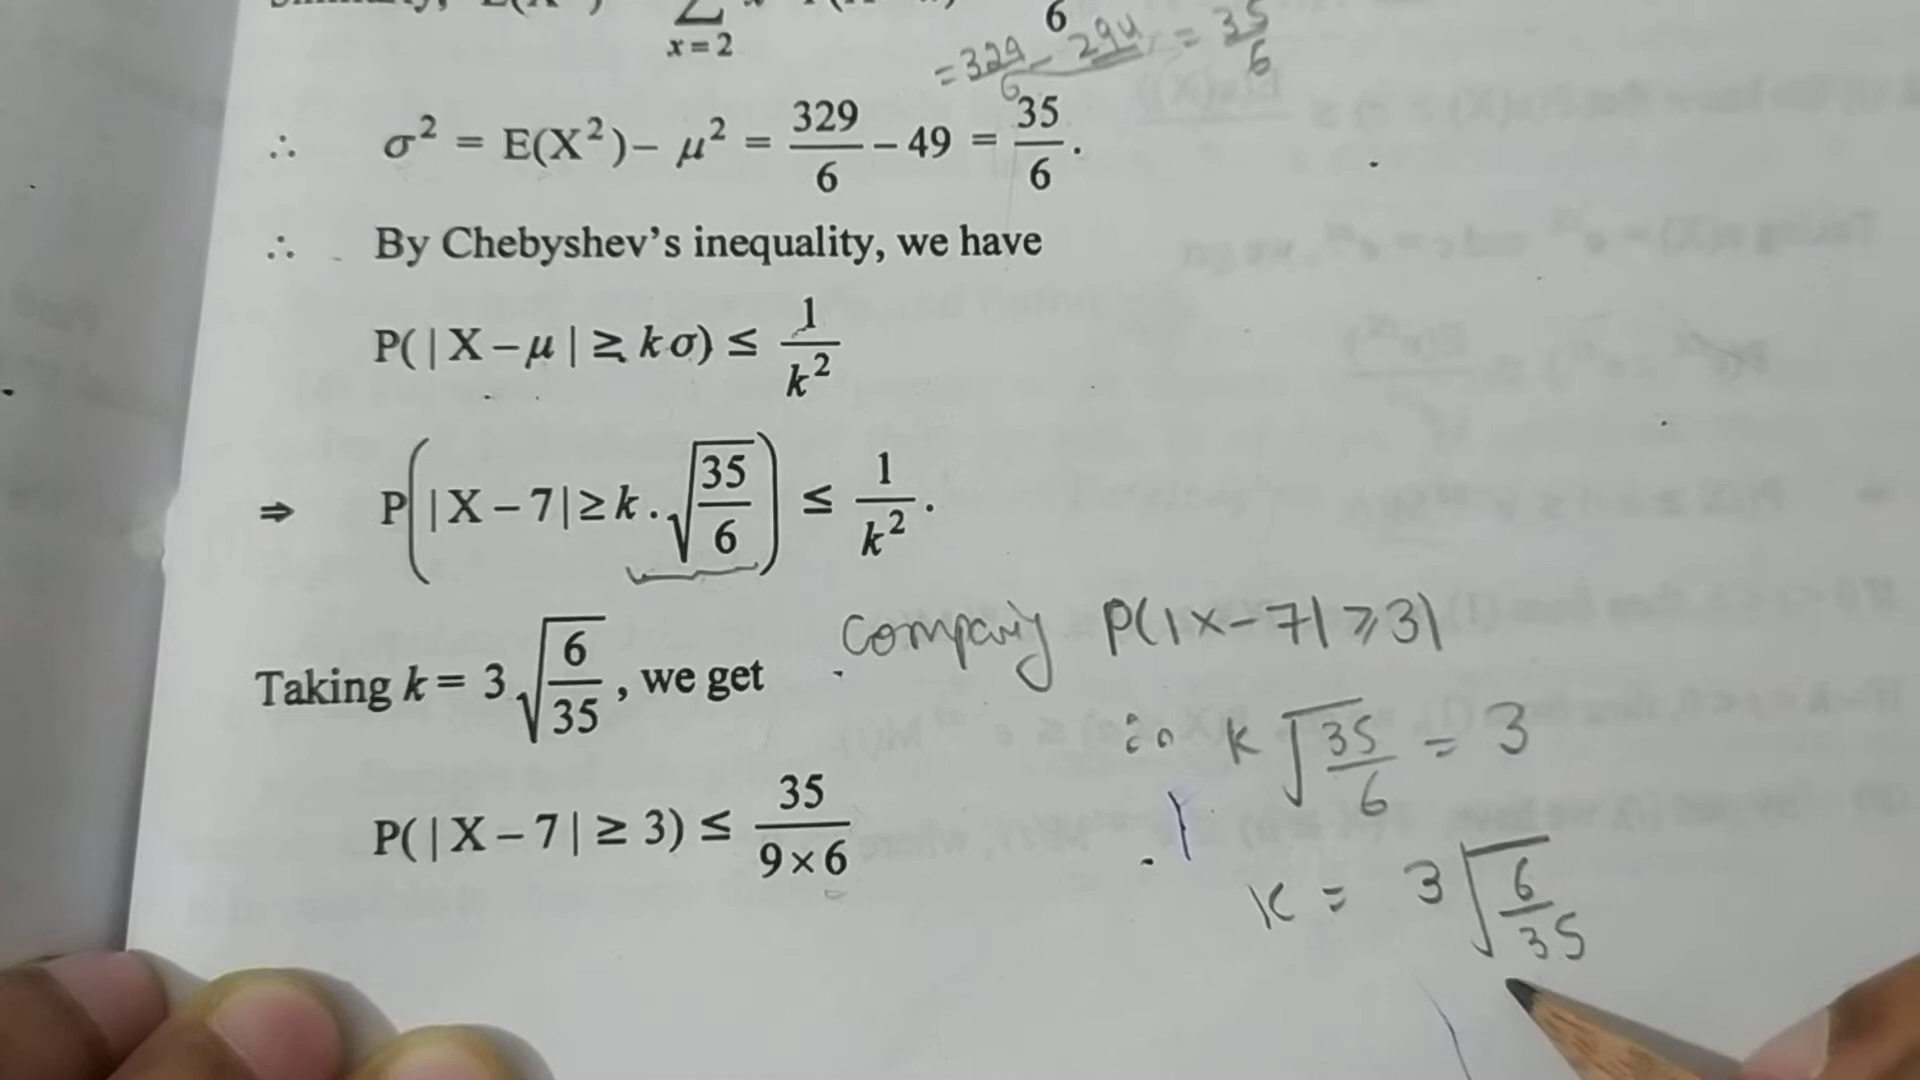 x = 2
= 329/6 - 294/6 = 35/6
∴ σ² = E(X²) – μ² = 329/6 – 49 = 35/6.
∴ By Chebyshev's inequality, we have
P(|X – μ| ≥ kσ) ≤ 1/k²
⇒ P(|X – 7| ≥ k . √(35/6)) ≤ 1/k².
Taking k = 3√(6/35), we get
P(|X – 7| ≥ 3) ≤ 35/(9 × 6)
P(|X-7| ≥ 3)
∴ K√(35/6) = 3
K = 3√(6/35)